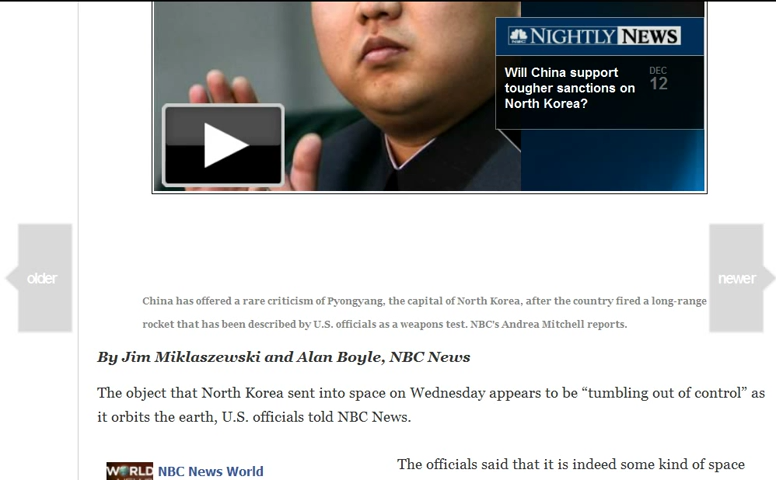 NIGHTLY NEWS
Will China support
tougher sanctions on
North Korea?
DEC
12
older
newer
China has offered a rare criticism of Pyongyang, the capital of North Korea, after the country fired a long-range
rocket that has been described by U.S. officials as a weapons test. NBC's Andrea Mitchell reports.
By Jim Miklaszewski and Alan Boyle, NBC News
The object that North Korea sent into space on Wednesday appears to be “tumbling out of control” as
it orbits the earth, U.S. officials told NBC News.
WORLD
NBC News World
The officials said that it is indeed some kind of space